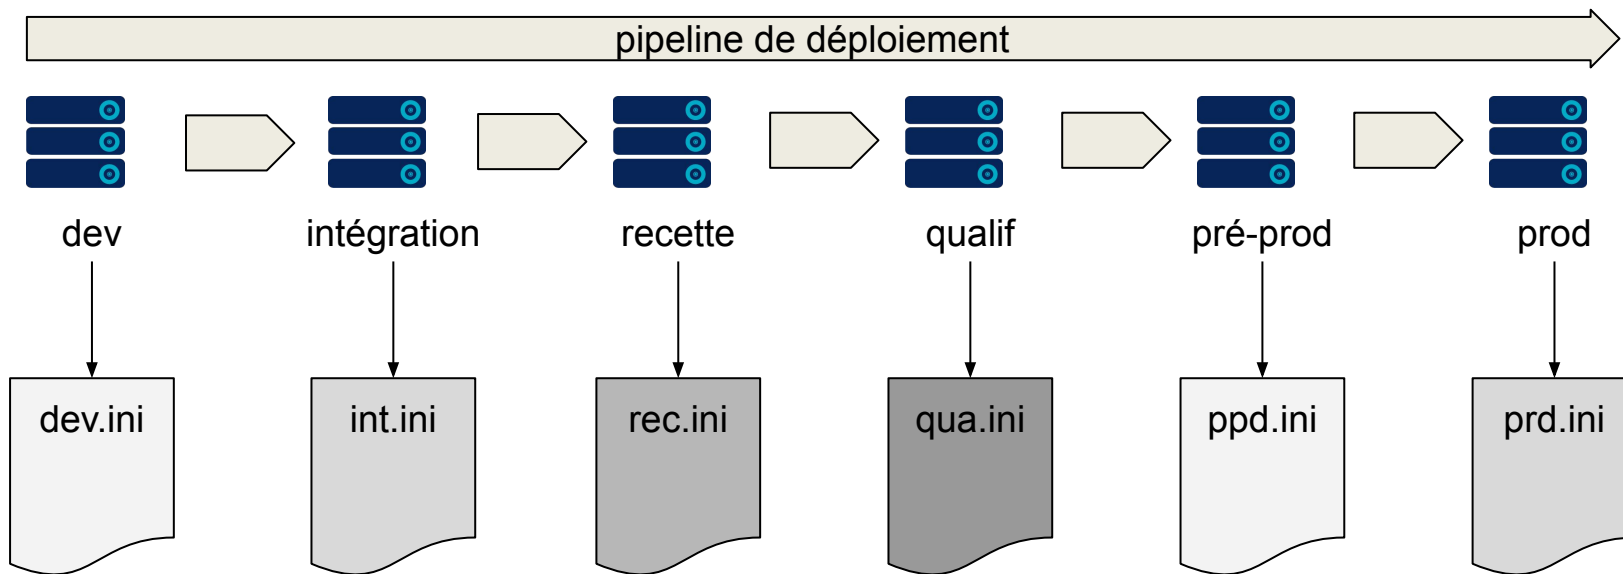 pipeline de déploiement
dev
intégration
recette
qualif
pré-prod
prod
dev.ini
int.ini
rec.ini
qua.ini
ppd.ini
prd.ini